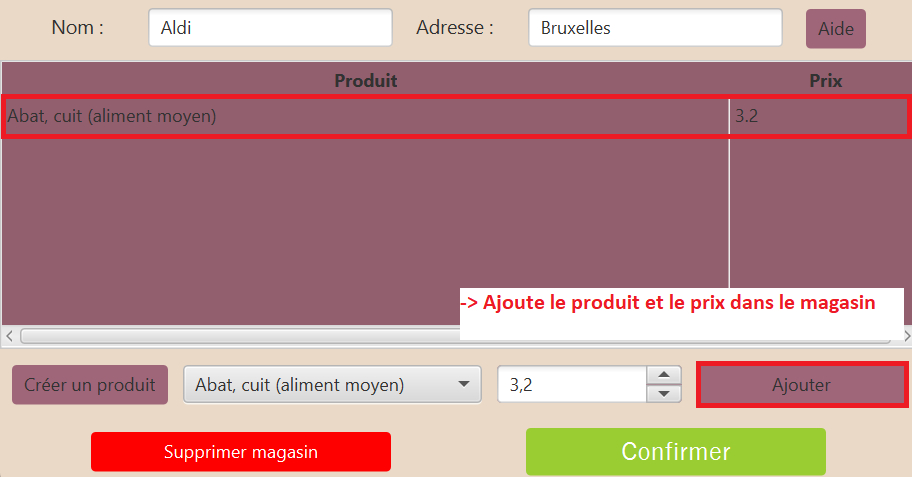 Nom : Aldi Adresse : Bruxelles Aide
Produit Prix
Abat, cuit (aliment moyen) 3.2
-> Ajoute le produit et le prix dans le magasin
Créer un produit Abat, cuit (aliment moyen) 3,2 Ajouter
Supprimer magasin Confirmer